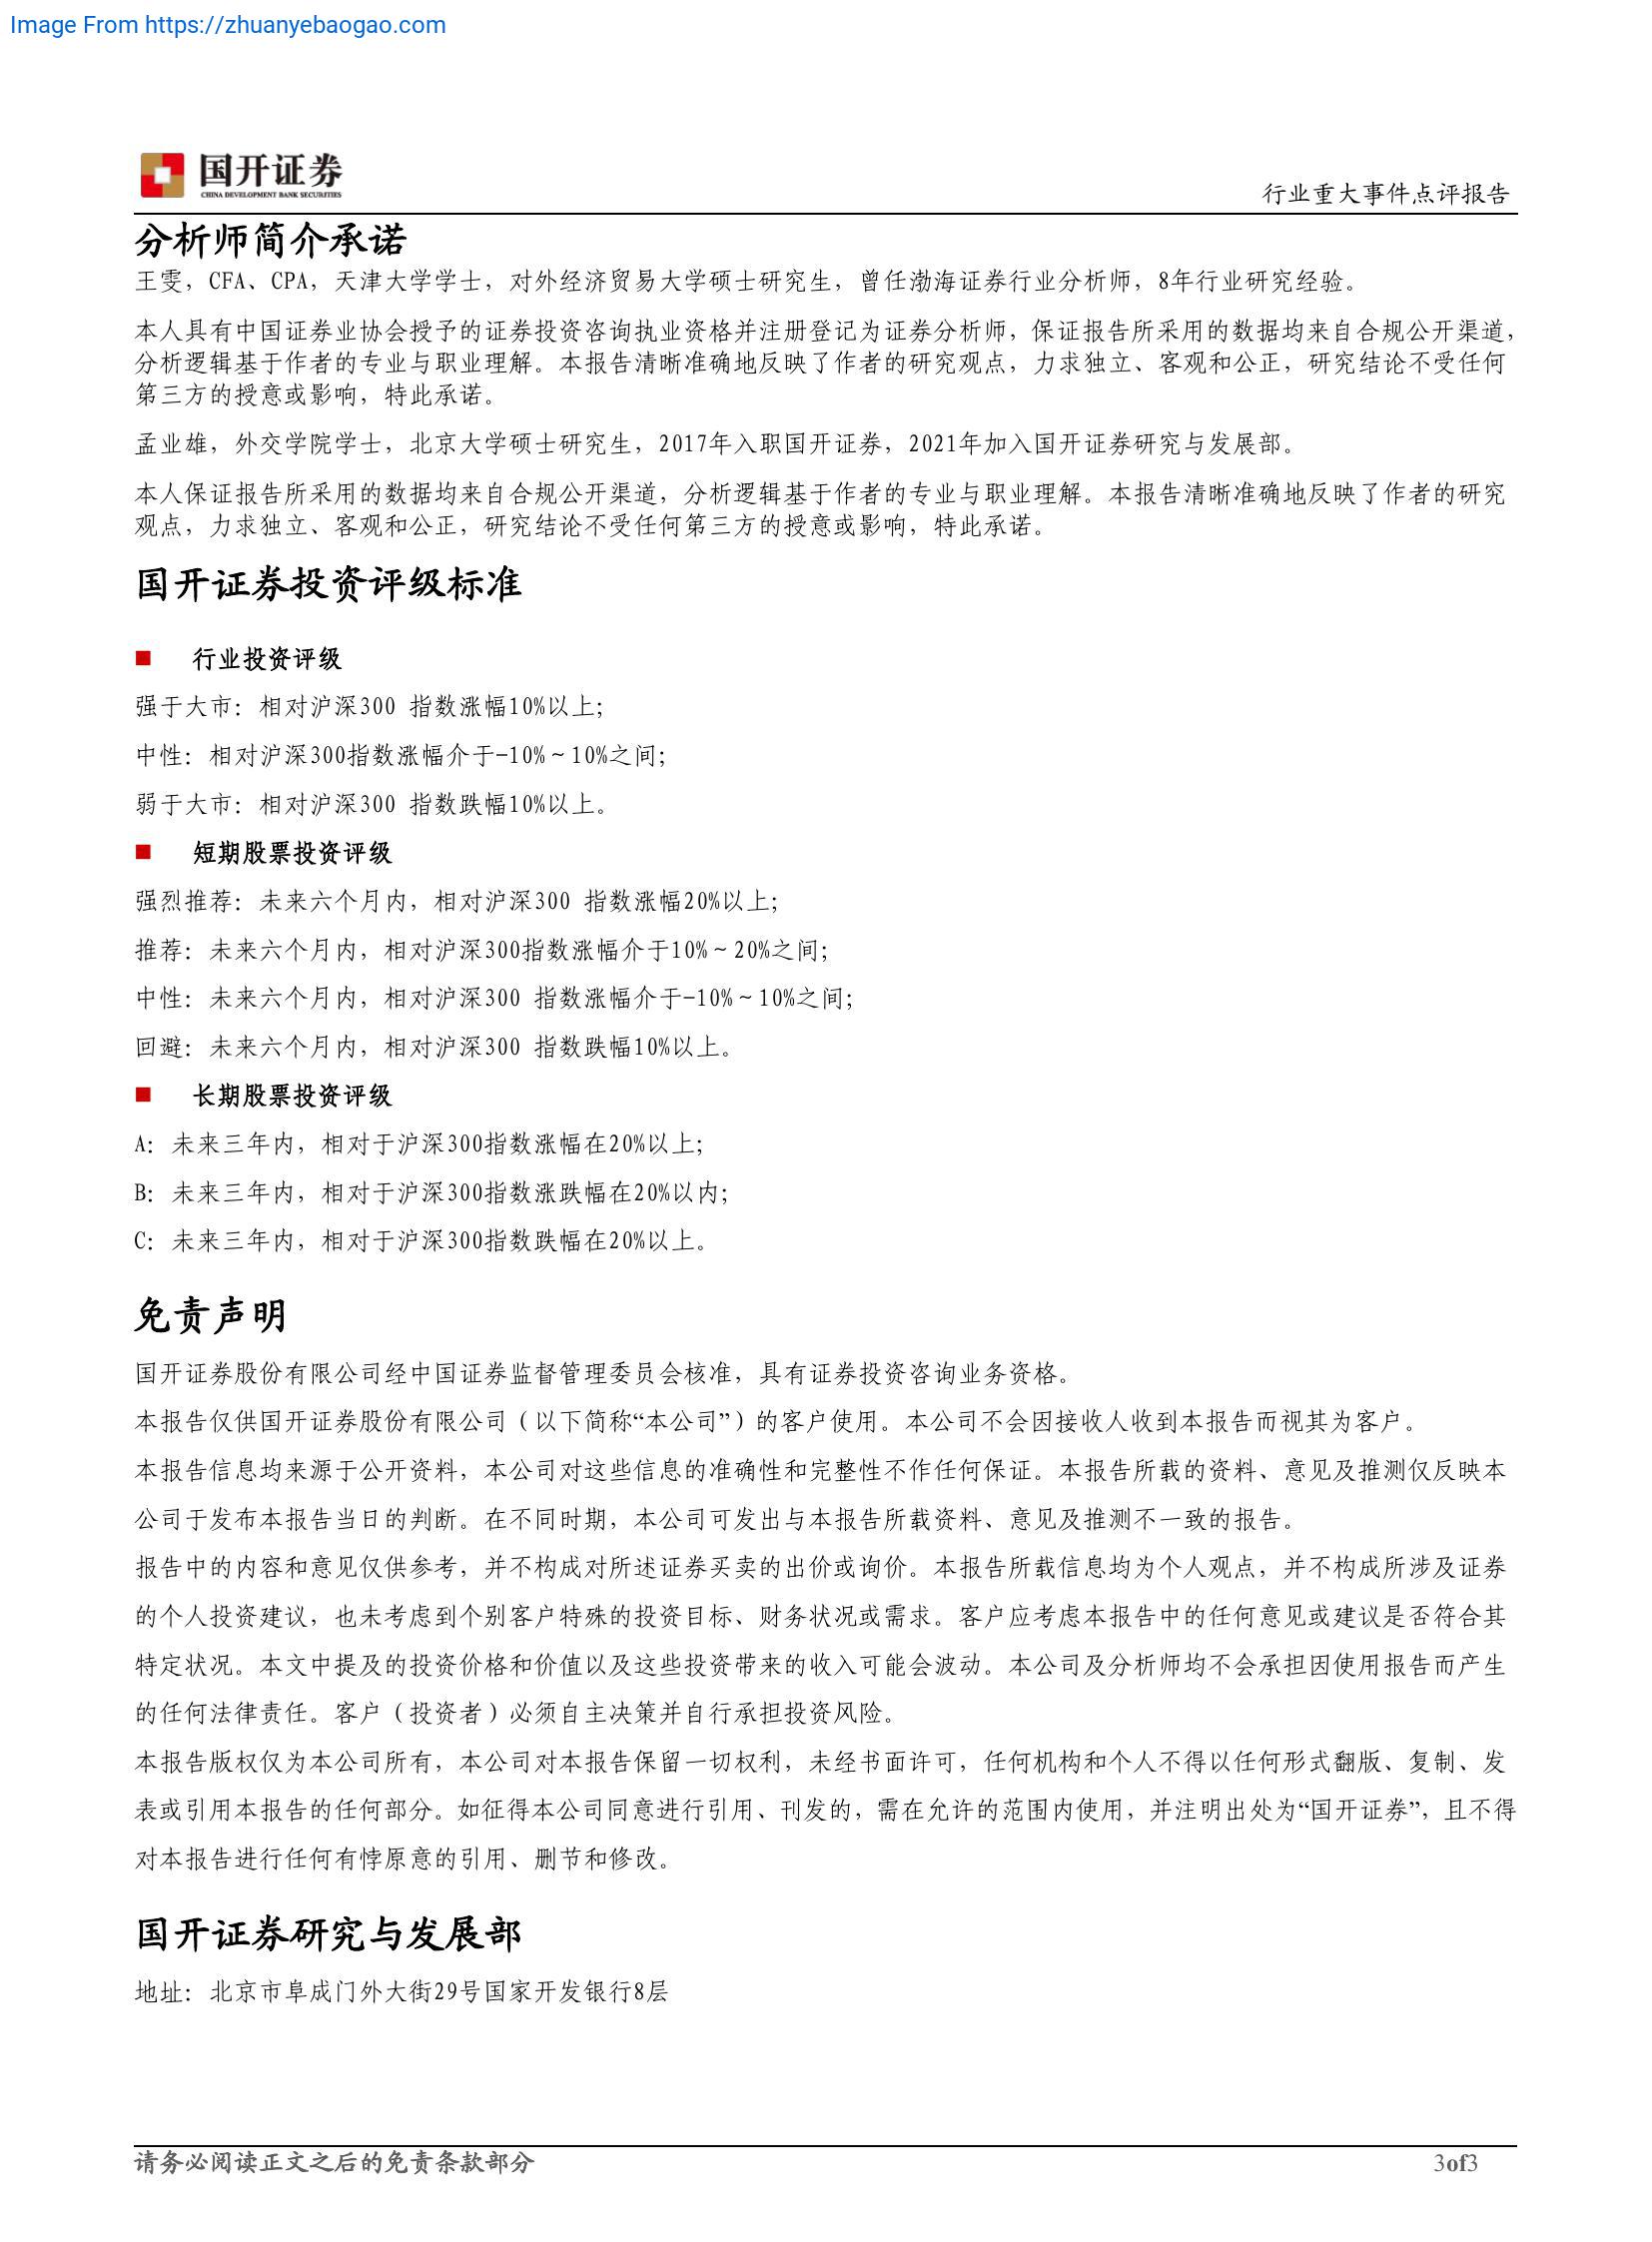 Image From https://zhuanyebaogao.com
国开证券
CHINA DEVELOPMENT BANK SECURITIES
行业重大事件点评报告
分析师简介承诺
王雯，CFA、CPA，天津大学学士，对外经济贸易大学硕士研究生，曾任渤海证券行业分析师，8年行业研究经验。
本人具有中国证券业协会授予的证券投资咨询执业资格并注册登记为证券分析师，保证报告所采用的数据均来自合规公开渠道，
分析逻辑基于作者的专业与职业理解。本报告清晰准确地反映了作者的研究观点，力求独立、客观和公正，研究结论不受任何
第三方的授意或影响，特此承诺。
孟业雄，外交学院学士，北京大学硕士研究生，2017年入职国开证券，2021年加入国开证券研究与发展部。
本人保证报告所采用的数据均来自合规公开渠道，分析逻辑基于作者的专业与职业理解。本报告清晰准确地反映了作者的研究
观点，力求独立、客观和公正，研究结论不受任何第三方的授意或影响，特此承诺。
国开证券投资评级标准
■ 行业投资评级
强于大市：相对沪深300 指数涨幅10%以上；
中性：相对沪深300指数涨幅介于-10%～10%之间；
弱于大市：相对沪深300 指数跌幅10%以上。
■ 短期股票投资评级
强烈推荐：未来六个月内，相对沪深300 指数涨幅20%以上；
推荐：未来六个月内，相对沪深300指数涨幅介于10%～20%之间；
中性：未来六个月内，相对沪深300 指数涨幅介于-10%～10%之间；
回避：未来六个月内，相对沪深300 指数跌幅10%以上。
■ 长期股票投资评级
A：未来三年内，相对于沪深300指数涨幅在20%以上；
B：未来三年内，相对于沪深300指数涨跌幅在20%以内；
C：未来三年内，相对于沪深300指数跌幅在20%以上。
免责声明
国开证券股份有限公司经中国证券监督管理委员会核准，具有证券投资咨询业务资格。
本报告仅供国开证券股份有限公司（以下简称“本公司”）的客户使用。本公司不会因接收人收到本报告而视其为客户。
本报告信息均来源于公开资料，本公司对这些信息的准确性和完整性不作任何保证。本报告所载的资料、意见及推测仅反映本
公司于发布本报告当日的判断。在不同时期，本公司可发出与本报告所载资料、意见及推测不一致的报告。
报告中的内容和意见仅供参考，并不构成对所述证券买卖的出价或询价。本报告所载信息均为个人观点，并不构成所涉及证券
的个人投资建议，也未考虑到个别客户特殊的投资目标、财务状况或需求。客户应考虑本报告中的任何意见或建议是否符合其
特定状况。本文中提及的投资价格和价值以及这些投资带来的收入可能会波动。本公司及分析师均不会承担因使用报告而产生
的任何法律责任。客户（投资者）必须自主决策并自行承担投资风险。
本报告版权仅为本公司所有，本公司对本报告保留一切权利，未经书面许可，任何机构和个人不得以任何形式翻版、复制、发
表或引用本报告的任何部分。如征得本公司同意进行引用、刊发的，需在允许的范围内使用，并注明出处为“国开证券”，且不得
对本报告进行任何有悖原意的引用、删节和修改。
国开证券研究与发展部
地址：北京市阜成门外大街29号国家开发银行8层
请务必阅读正文之后的免责条款部分
3of3